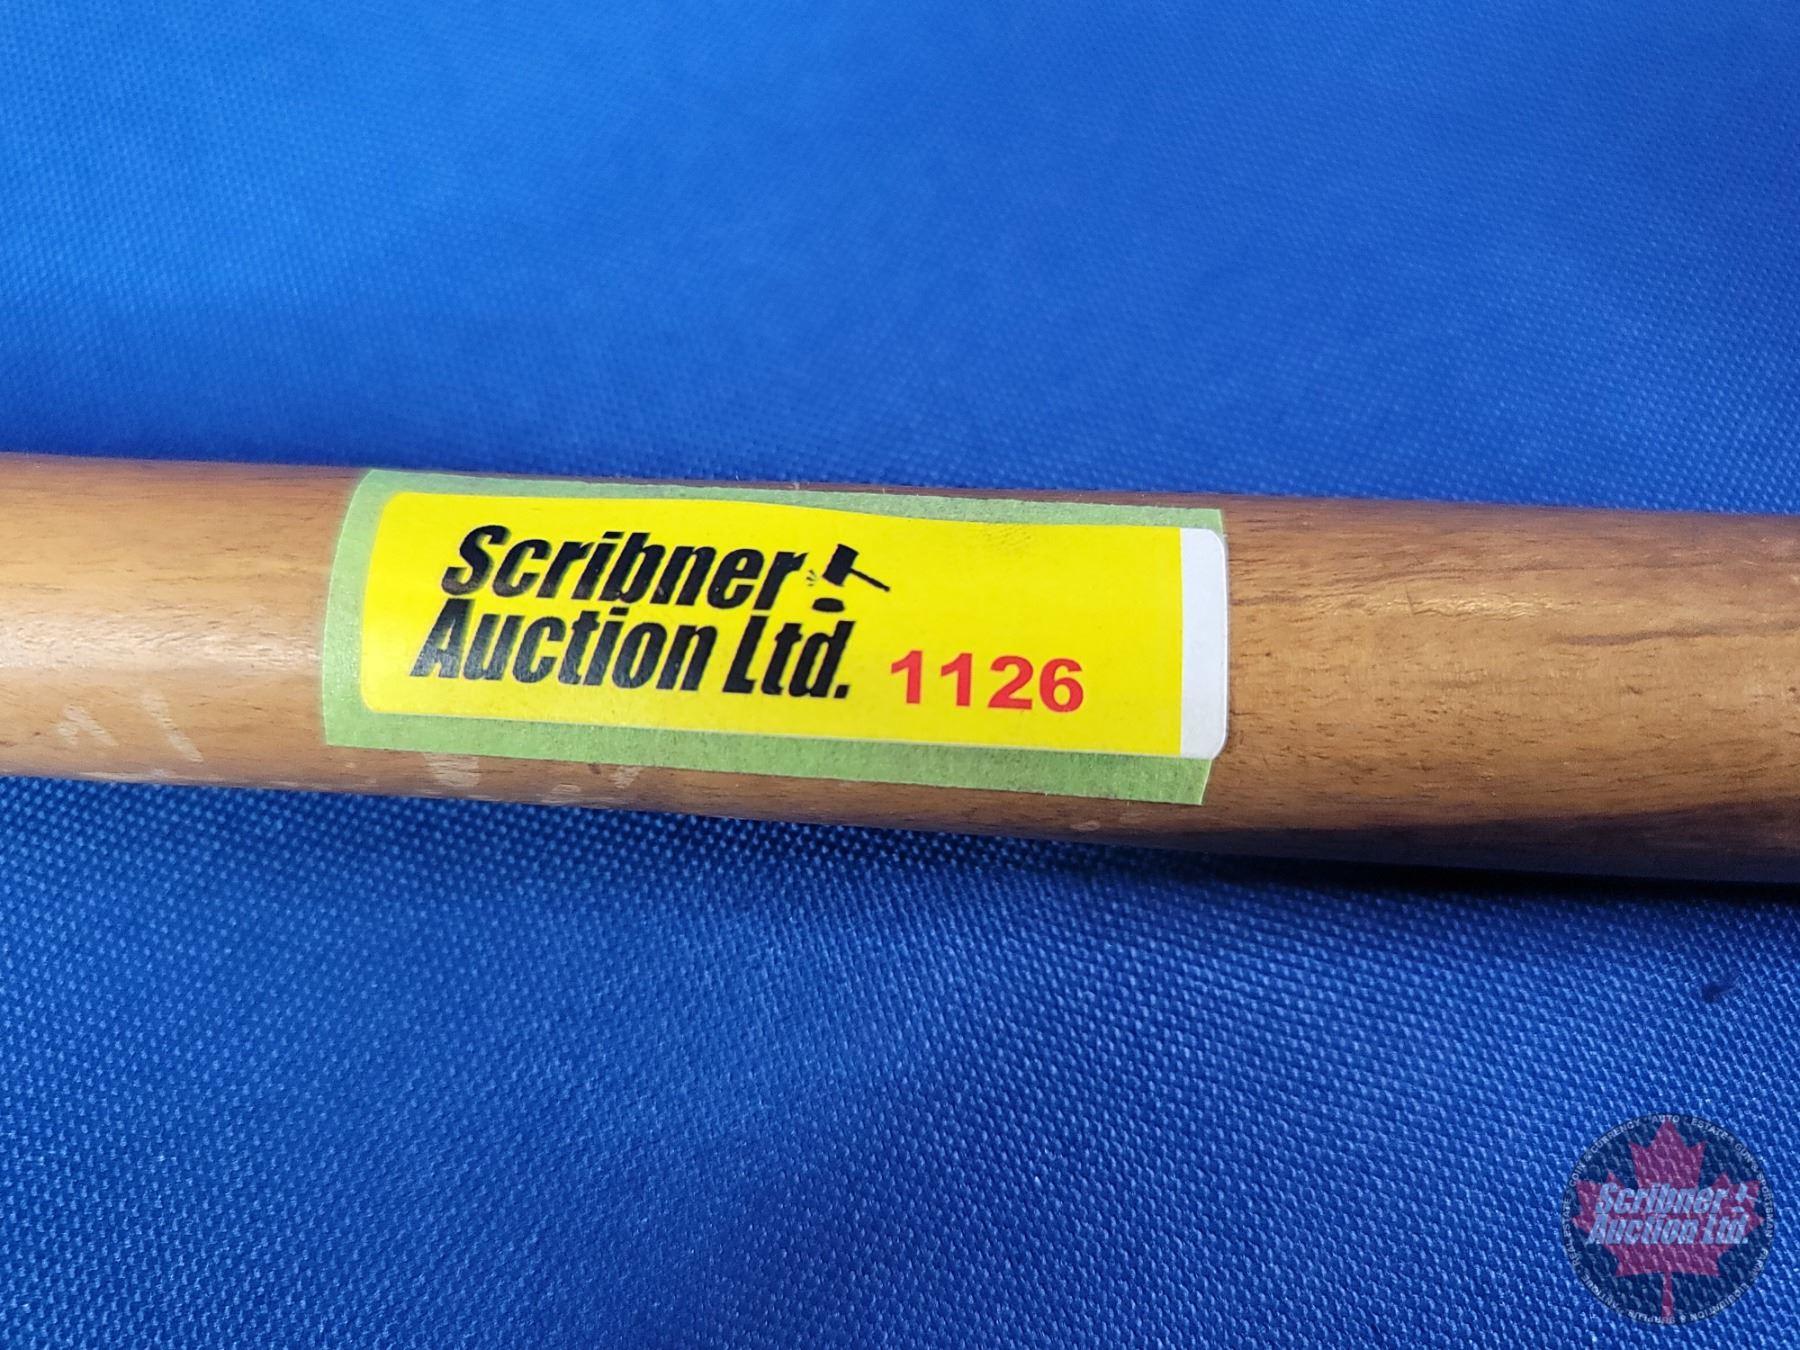 Scribner
Auction Ltd.
1126
Scribner
Auction Ltd.